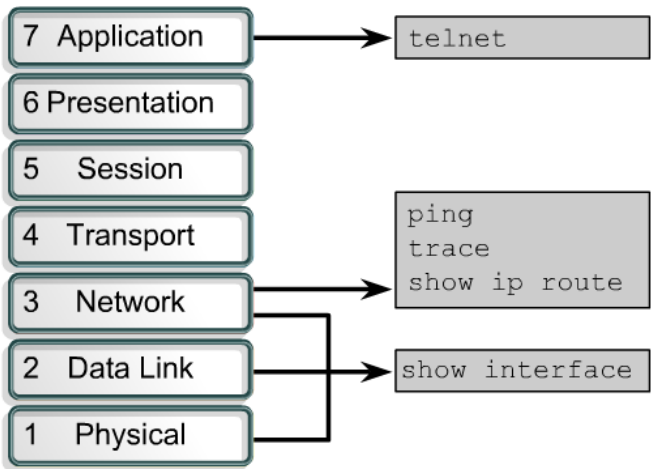 7 Application
telnet
6 Presentation
5 Session
4 Transport
ping
trace
show ip route
3 Network
2 Data Link
show interface
1 Physical